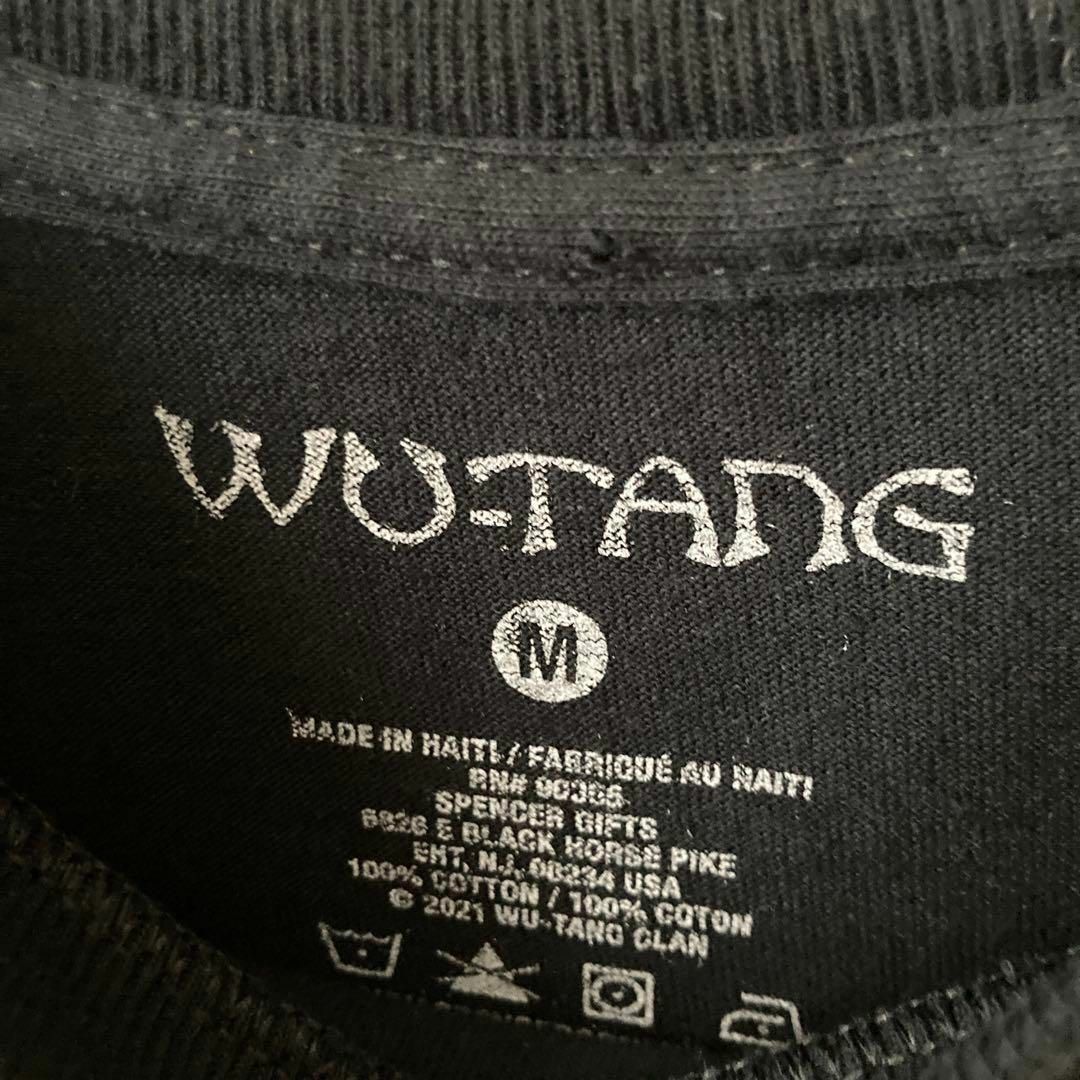 WU-TANG
M
MADE IN HAITI / FABRIQUÉ AU HAITI
RN# 90365
SPENCER GIFTS
6826 E BLACK HORSE PIKE
EHT, N.J. 08234 USA
100% COTTON / 100% COTON
© 2021 WU-TANG CLAN